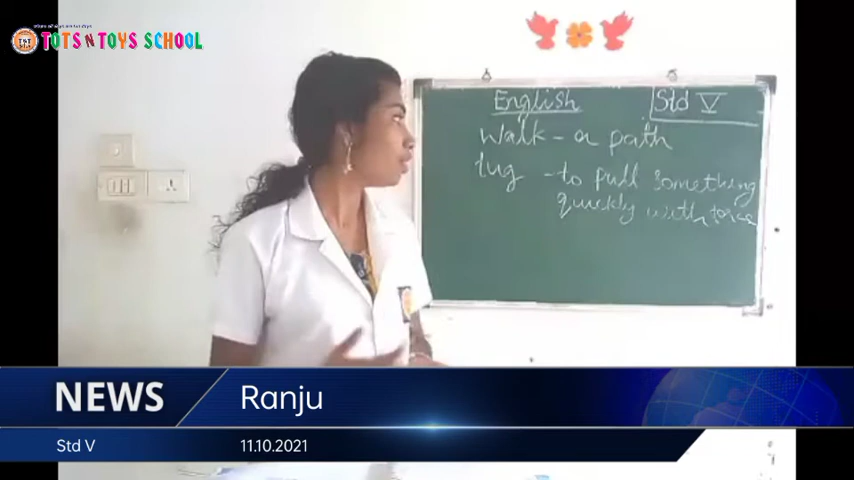 TOTS N TOYS SCHOOL
English
Std V
walk - a path
tug - to pull something
quickly with force
NEWS
Ranju
Std V
11.10.2021